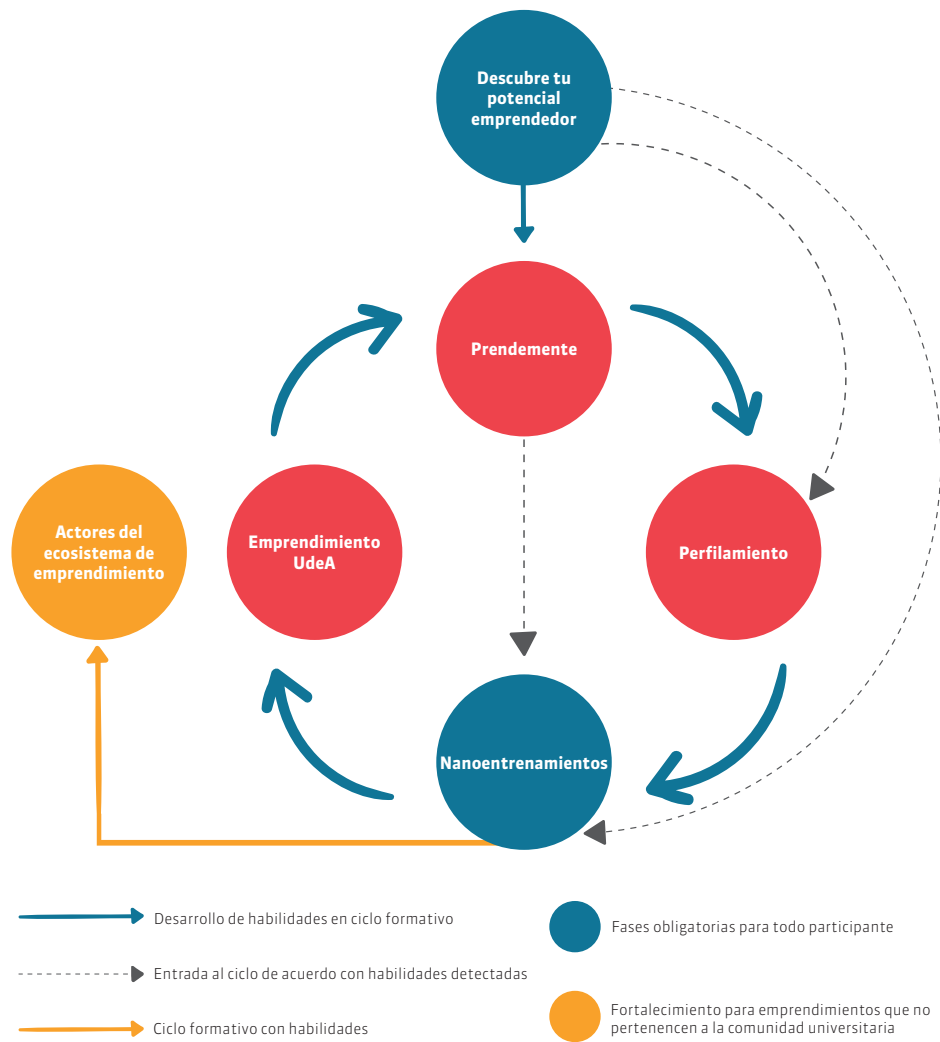 Descubre tu
potencial
emprendedor
Prendemente
Actores del
ecosistema de
emprendimiento
Emprendimiento
UdeA
Perfilamiento
Nanoentrenamientos
Desarrollo de habilidades en ciclo formativo
Entrada al ciclo de acuerdo con habilidades detectadas
Ciclo formativo con habilidades
Fases obligatorias para todo participante
Fortalecimiento para emprendimientos que no
pertenencen a la comunidad universitaria